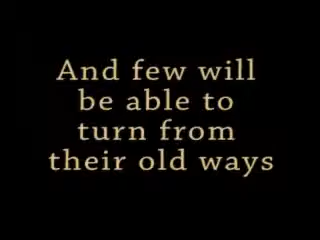 And few will
be able to
turn from
their old ways